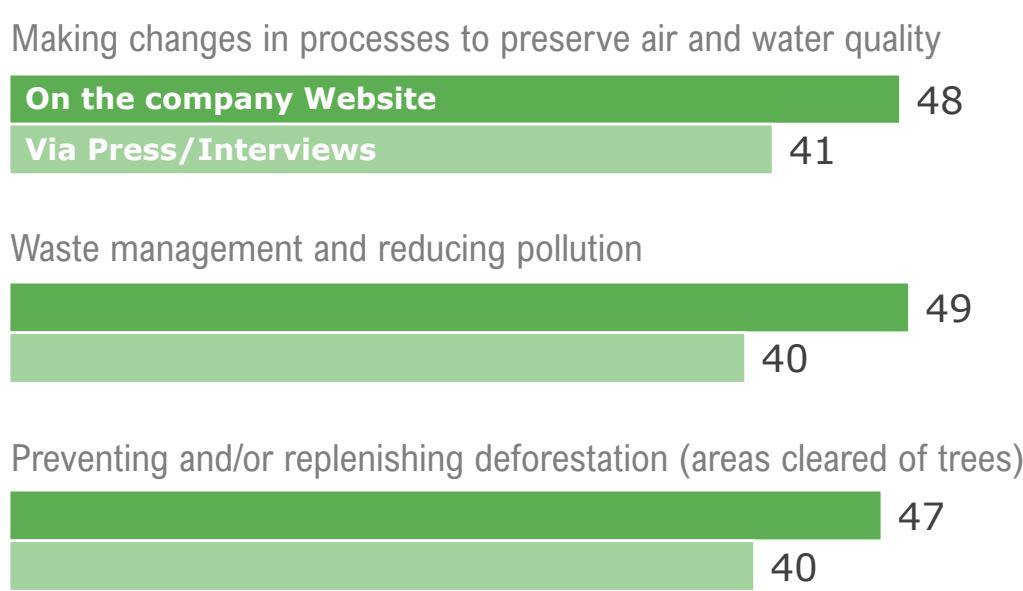 Making changes in processes to preserve air and water quality
On the company Website 48
Via Press/Interviews 41
Waste management and reducing pollution
49
40
Preventing and/or replenishing deforestation (areas cleared of trees)
47
40